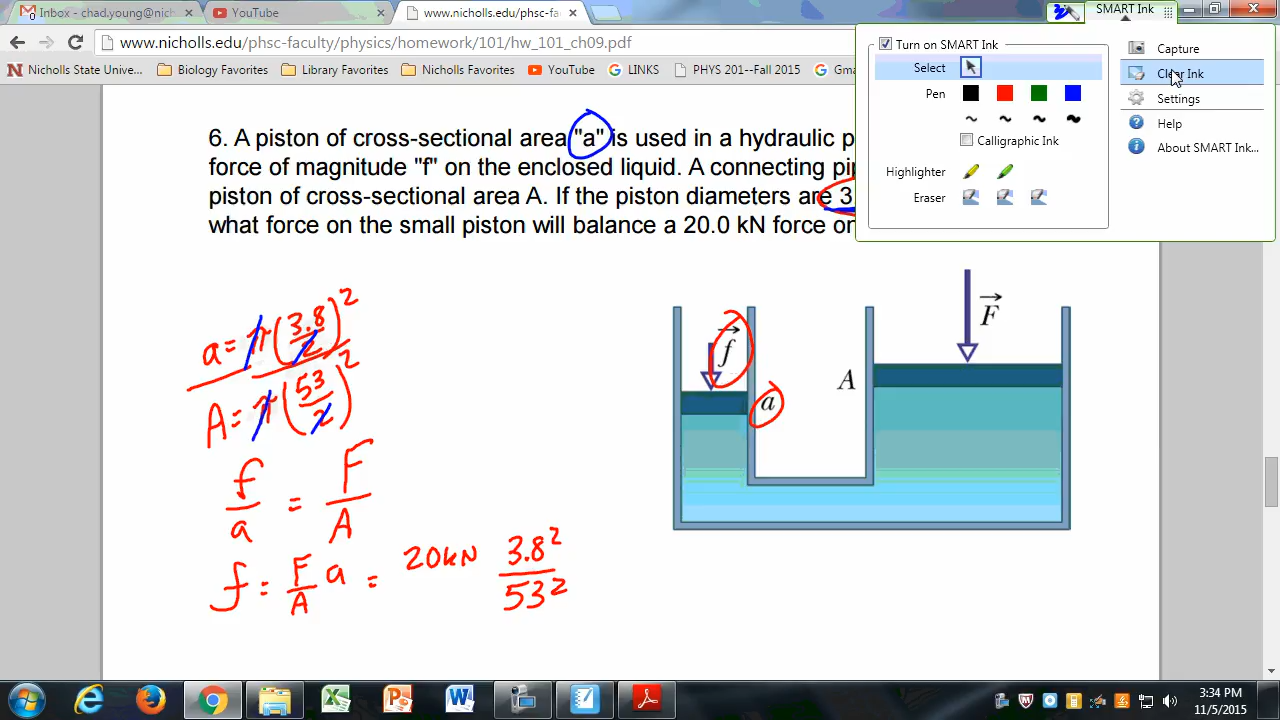 Inbox - chad.young@nich
YouTube
www.nicholls.edu/phsc-f
SMART Ink
www.nicholls.edu/phsc-faculty/physics/homework/101/hw_101_ch09.pdf
Nicholls State Unive...
Biology Favorites
Library Favorites
YouTube
LINKS
PHYS 201--Fall 2015
Gma
Turn on SMART Ink
Select
Pen
Calligraphic Ink
Highlighter
Eraser
Capture
Clear Ink
Settings
Help
About SMART Ink...
6. A piston of cross-sectional area "a" is used in a hydraulic p
force of magnitude "f" on the enclosed liquid. A connecting pip
piston of cross-sectional area A. If the piston diameters are 3
what force on the small piston will balance a 20.0 kN force on
a = π(3.8/2)²
A = π(53/2)²
f/a = F/A
f = F/A a = 20kN 3.8²/53²
f
a
A
F
3:34 PM
11/5/2015